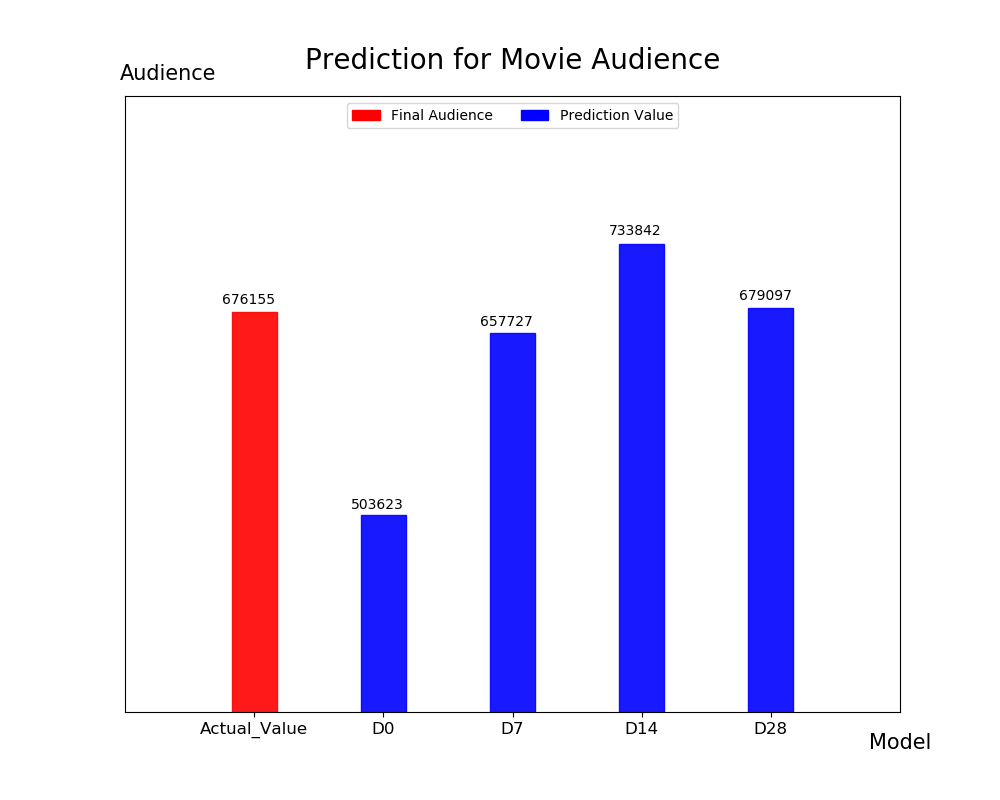 Prediction for Movie Audience
Audience
Final Audience
Prediction Value
733842
679097
676155
657727
503623
Actual_Value
D0
D7
D14
D28
Model